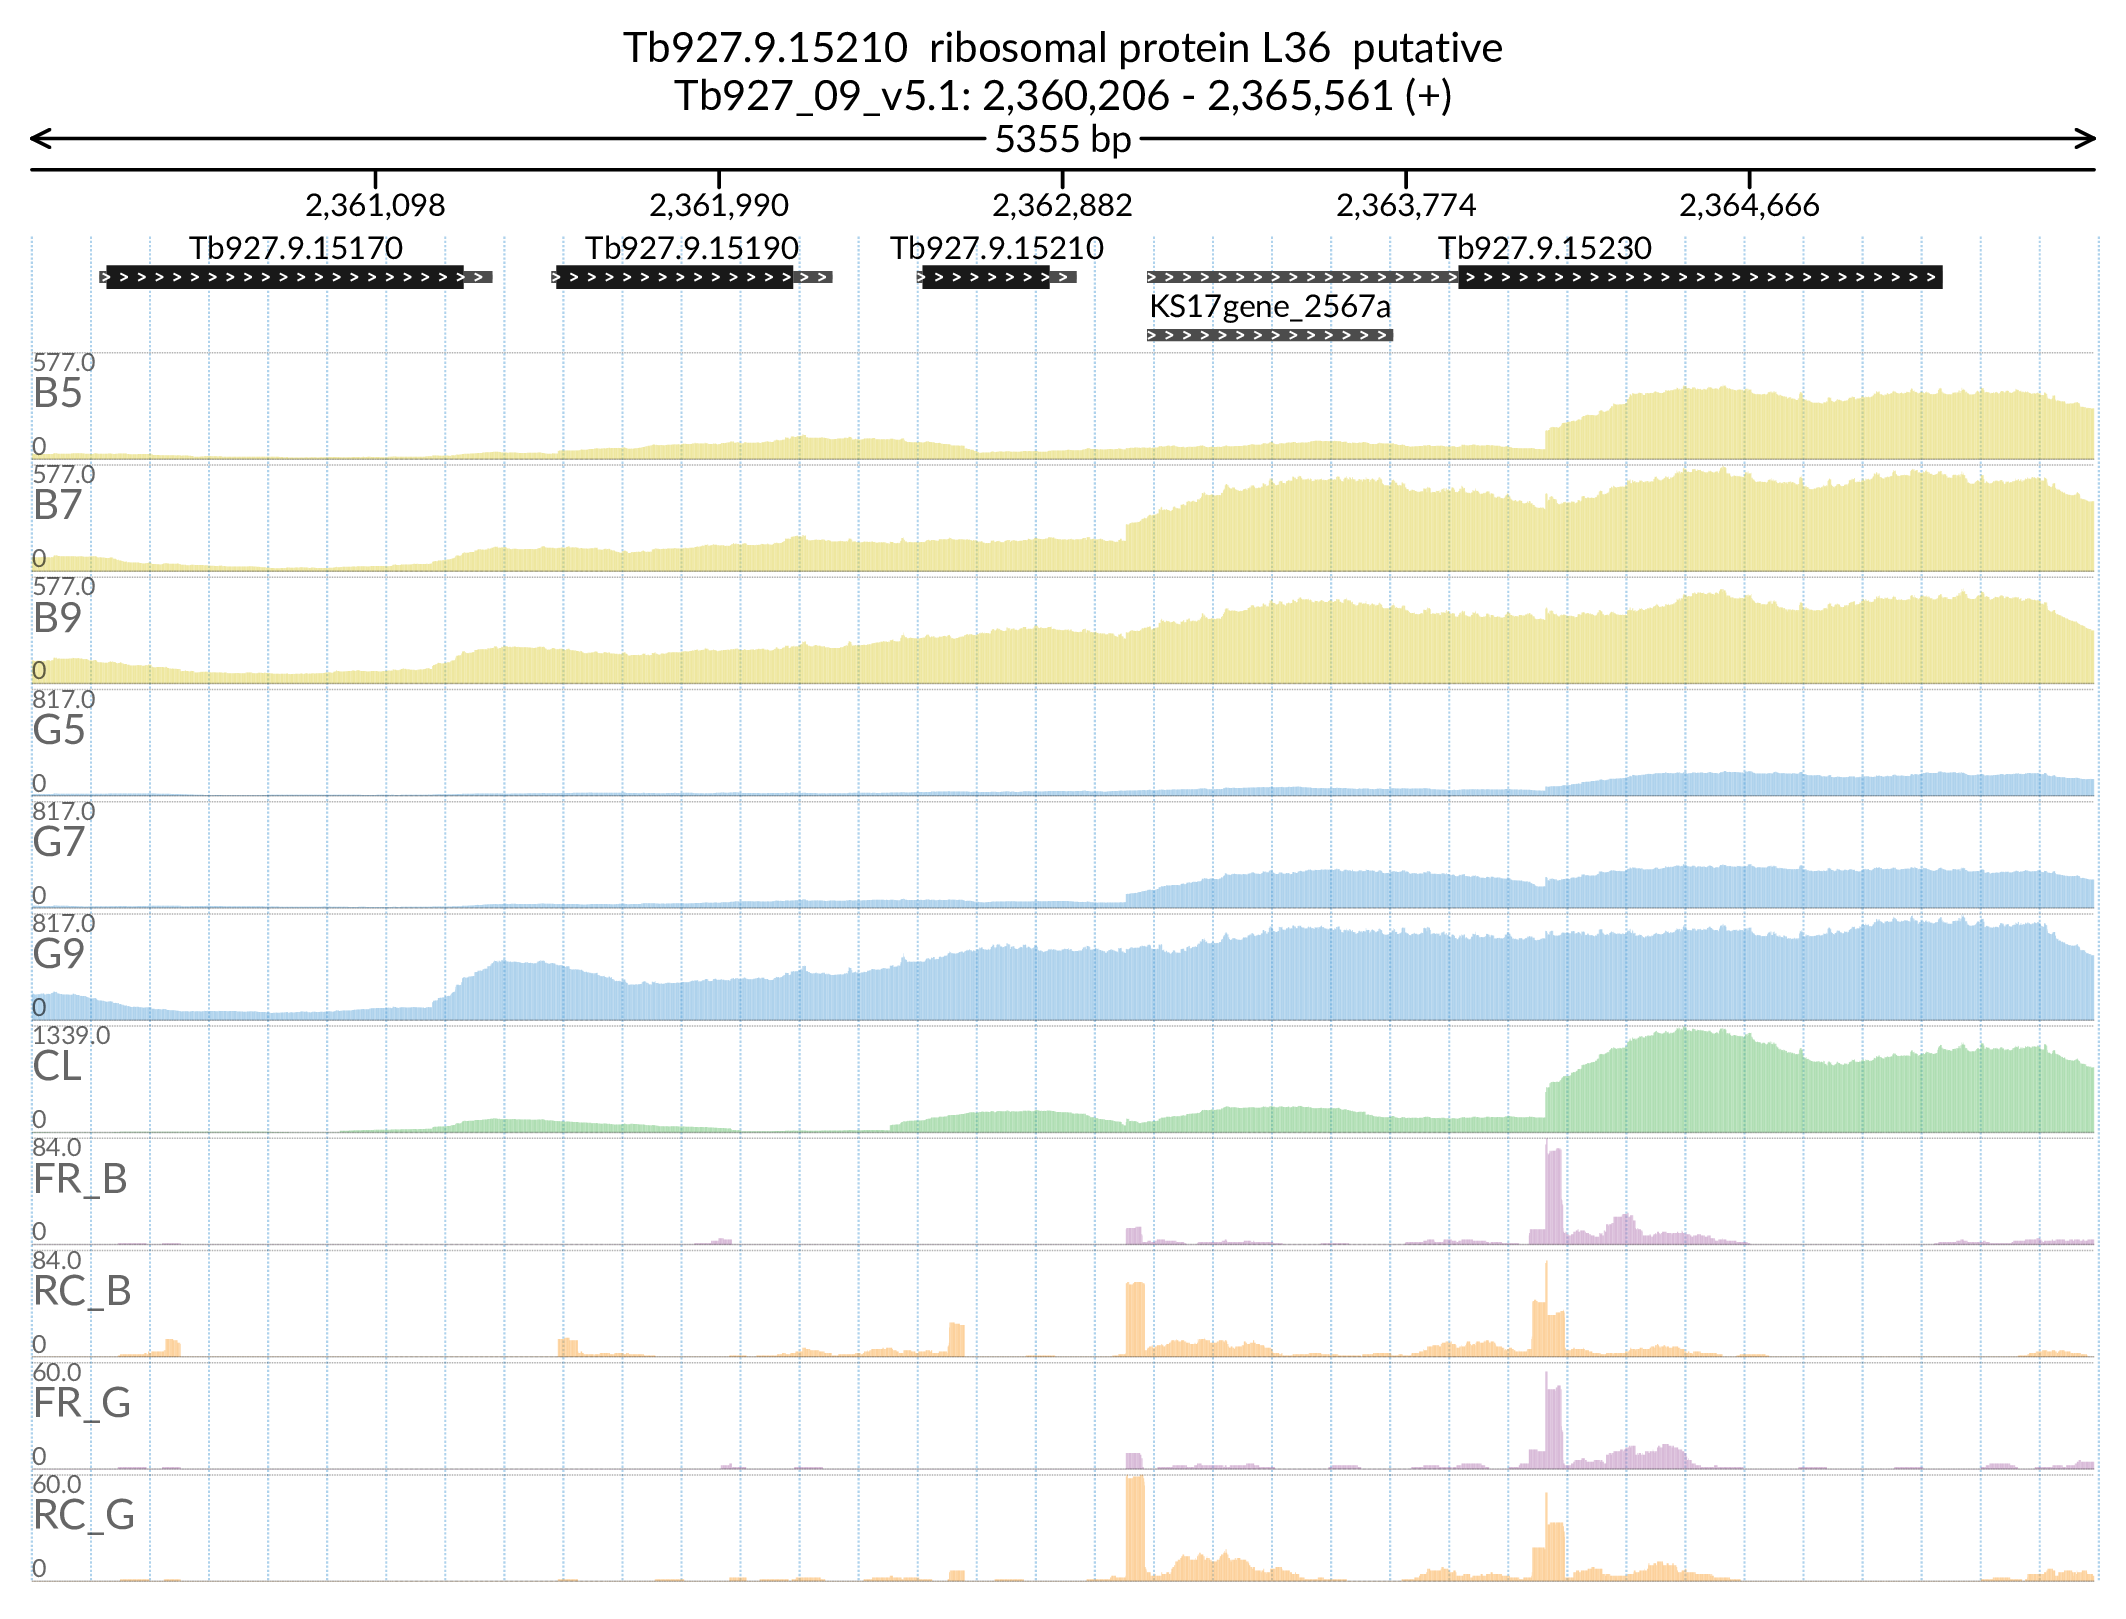 Tb927.9.15210  ribosomal protein L36  putative
Tb927_09_v5.1: 2,360,206 - 2,365,561 (+)
5355 bp
2,361,098 2,361,990 2,362,882 2,363,774 2,364,666
Tb927.9.15170 Tb927.9.15190 Tb927.9.15210 Tb927.9.15230
KS17gene_2567a
577.0
B5
0
577.0
B7
0
577.0
B9
0
817.0
G5
0
817.0
G7
0
817.0
G9
0
1339.0
CL
0
84.0
FR_B
0
84.0
RC_B
0
60.0
FR_G
0
60.0
RC_G
0